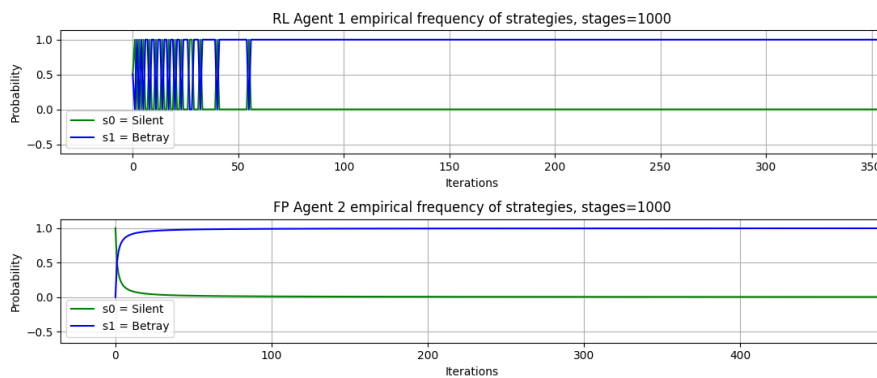 RL Agent 1 empirical frequency of strategies, stages=1000
1.0
0.5
0.0
−0.5
Probability
s0 = Silent
s1 = Betray
0 50 100 150 200 250 300 350
Iterations
FP Agent 2 empirical frequency of strategies, stages=1000
1.0
0.5
0.0
−0.5
Probability
s0 = Silent
s1 = Betray
0 100 200 300 400
Iterations